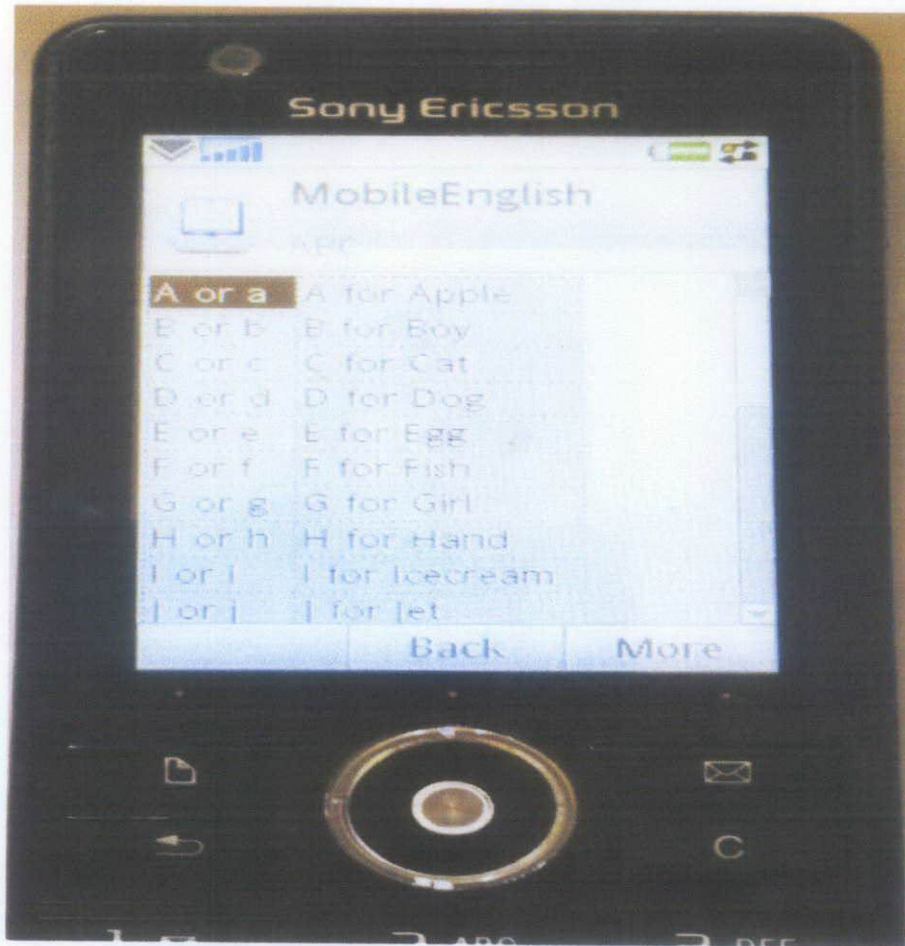 Sony Ericsson
MobileEnglish
A or a A for Apple
B or b B for Boy
C or c C for Cat
D or d D for Dog
E or e E for Egg
F or f F for Fish
G or g G for Girl
H or h H for Hand
I or i I for Icecream
J or j J for Jet
Back More
C